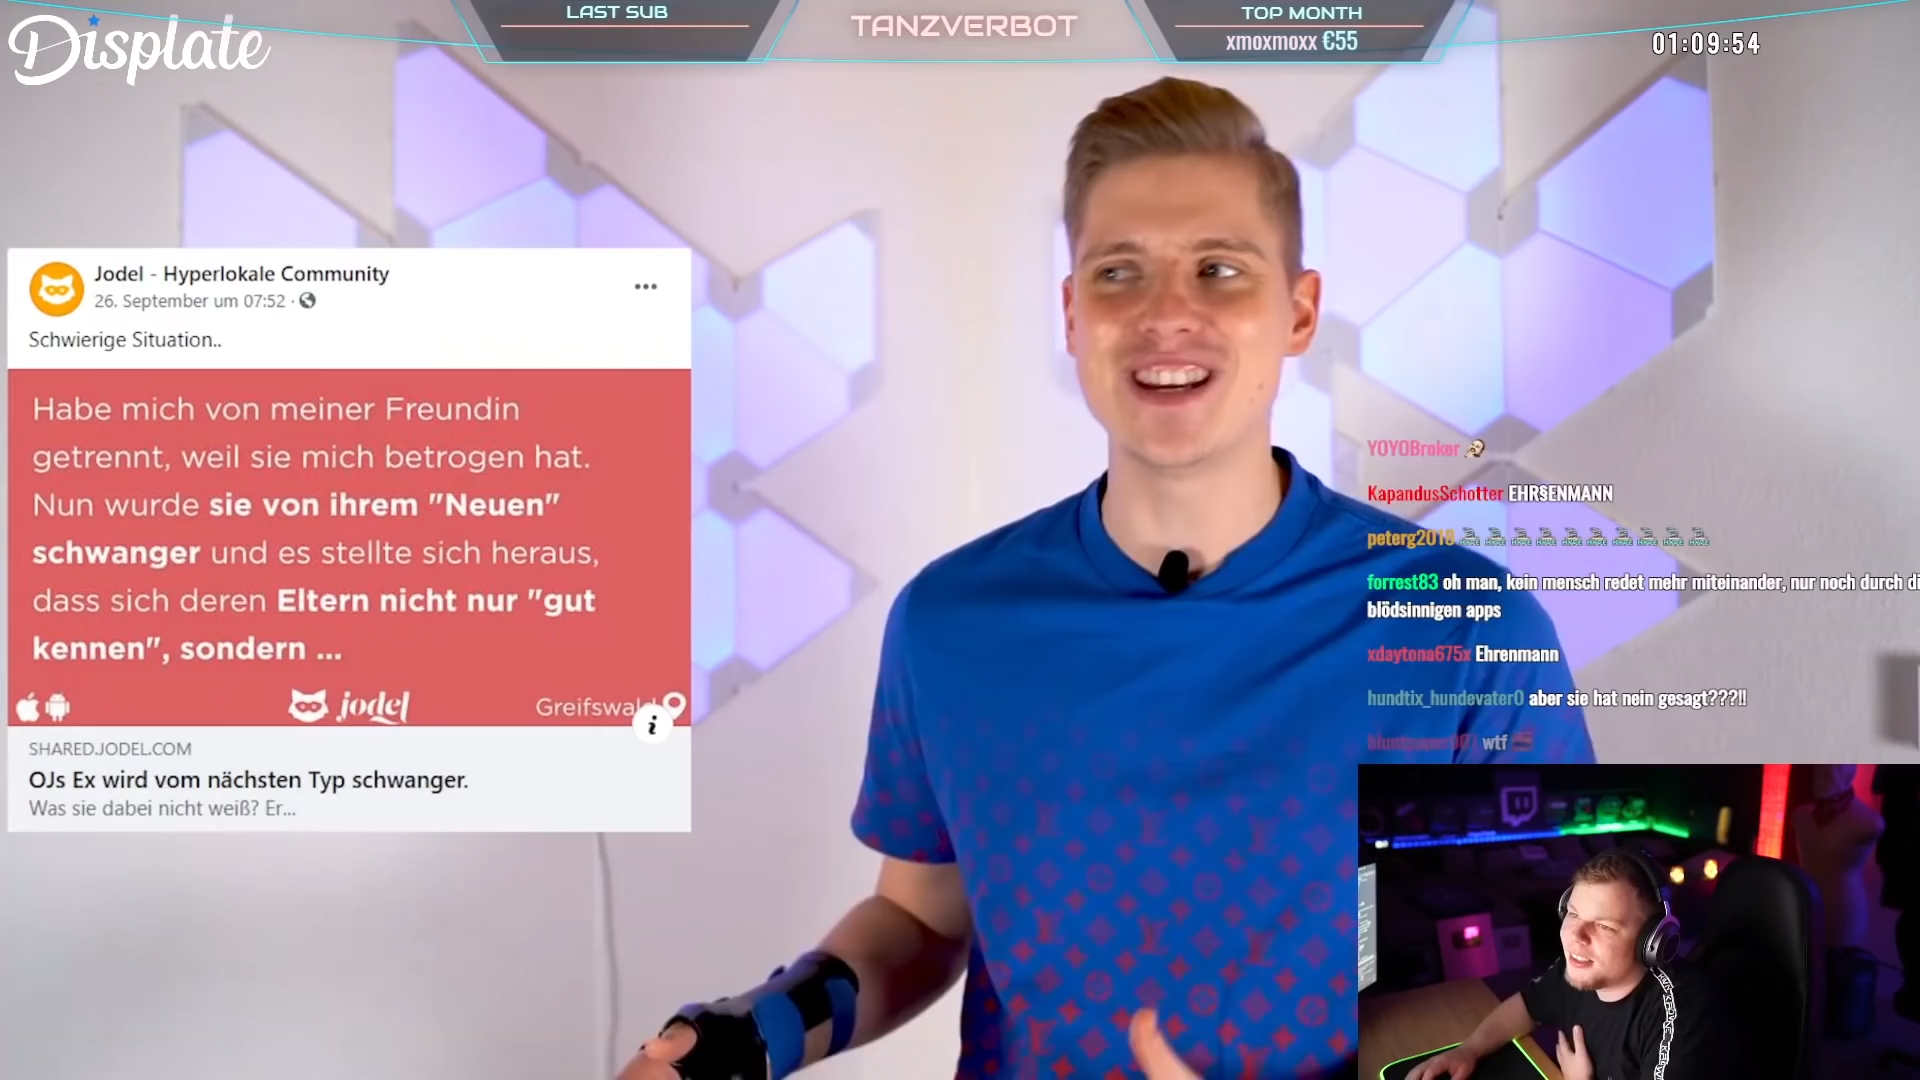 Displate
LAST SUB
TANZVERBOT
TOP MONTH
xmoxmoxx €55
01:09:54
Jodel - Hyperlokale Community
26. September um 07:52 ·
Schwierige Situation..
Habe mich von meiner Freundin
getrennt, weil sie mich betrogen hat.
Nun wurde sie von ihrem "Neuen"
schwanger und es stellte sich heraus,
dass sich deren Eltern nicht nur "gut
kennen", sondern ...
jodel
SHAREDJODEL.COM
OJs Ex wird vom nächsten Typ schwanger.
Was sie dabei nicht weiß? Er...
YOYOBroker
KapandusSchotter EHRSENMANN
peterg2018
forrest83 oh man, kein mensch redet mehr miteinander, nur noch durch
blödsinnigen apps
xdaytona675x Ehrenmann
hundtix_hundevater0 aber sie hat nein gesagt???!!
wtf